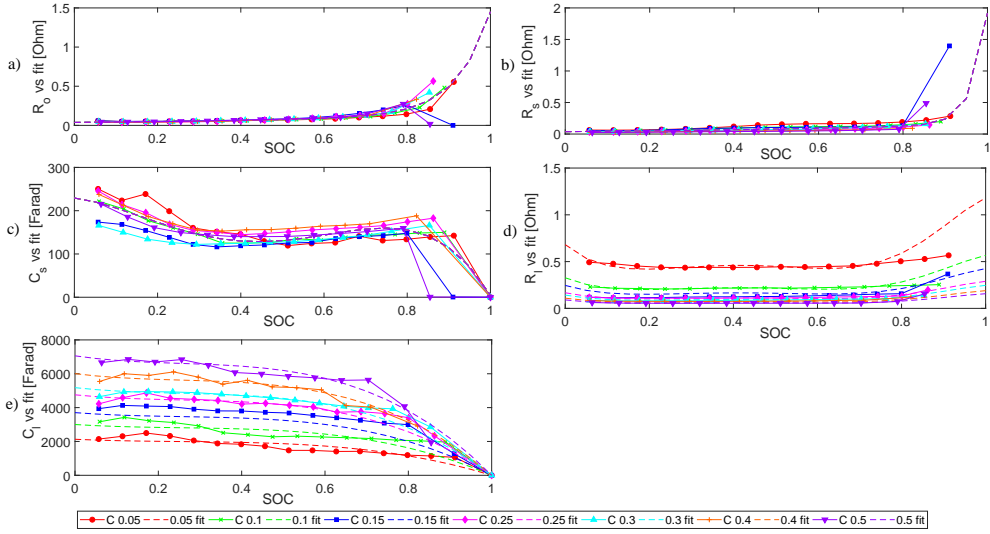 a)
R_o vs fit [Ohm]
1.5
1
0.5
0
0 0.2 0.4 0.6 0.8 1
SOC
b)
R_s vs fit [Ohm]
2
1.5
1
0.5
0
0 0.2 0.4 0.6 0.8 1
SOC
c)
C_s vs fit [Farad]
300
200
100
0
0 0.2 0.4 0.6 0.8 1
SOC
d)
R_l vs fit [Ohm]
1.5
1
0.5
0
0 0.2 0.4 0.6 0.8 1
SOC
e)
C_l vs fit [Farad]
8000
6000
4000
2000
0
0 0.2 0.4 0.6 0.8 1
SOC
C 0.05 0.05 fit C 0.1 0.1 fit C 0.15 0.15 fit C 0.25 0.25 fit C 0.3 0.3 fit C 0.4 0.4 fit C 0.5 0.5 fit